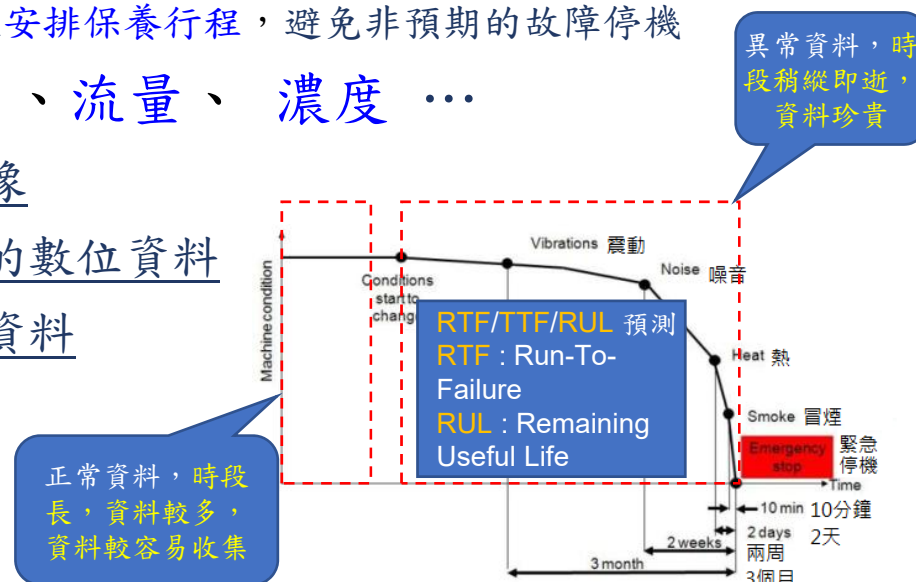 安排保養行程，避免非預期的故障停機
、流量、 濃度 …
像
的數位資料
資料
異常資料，時
段稍縱即逝，
資料珍貴
Machine condition
Conditions
start to
change
Vibrations 震動
Noise 噪音
Heat 熱
Smoke 冒煙
Emergency
stop
緊急
停機
Time
RTF/TTF/RUL 預測
RTF : Run-To-
Failure
RUL : Remaining
Useful Life
正常資料，時段
長，資料較多，
資料較容易收集
10 min 10分鐘
2 days 2天
2 weeks 兩周
3 month 3個月